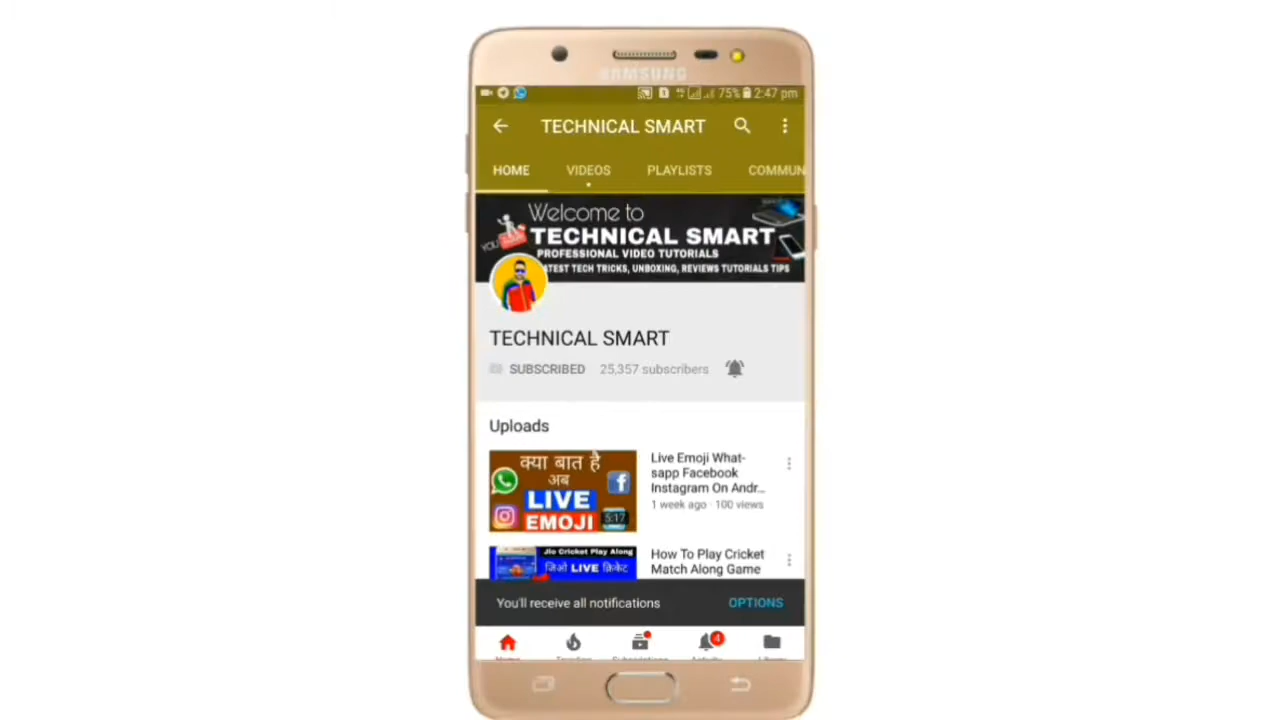 SAMSUNG
75% 2:47 pm
TECHNICAL SMART
HOME VIDEOS PLAYLISTS COMMUN
Welcome to
YOU
TECHNICAL SMART
PROFESSIONAL VIDEO TUTORIALS
ATEST TECH TRICKS, UNBOXING, REVIEWS TUTORIALS TIPS
TECHNICAL SMART
SUBSCRIBED 25,357 subscribers
Uploads
क्या बात है
अब
LIVE
EMOJI
5:17
Live Emoji What-
sapp Facebook
Instagram On Andr...
1 week ago · 100 views
Jio Cricket Play Along
जिओ LIVE क्रिकेट
How To Play Cricket
Match Along Game
You'll receive all notifications OPTIONS
4